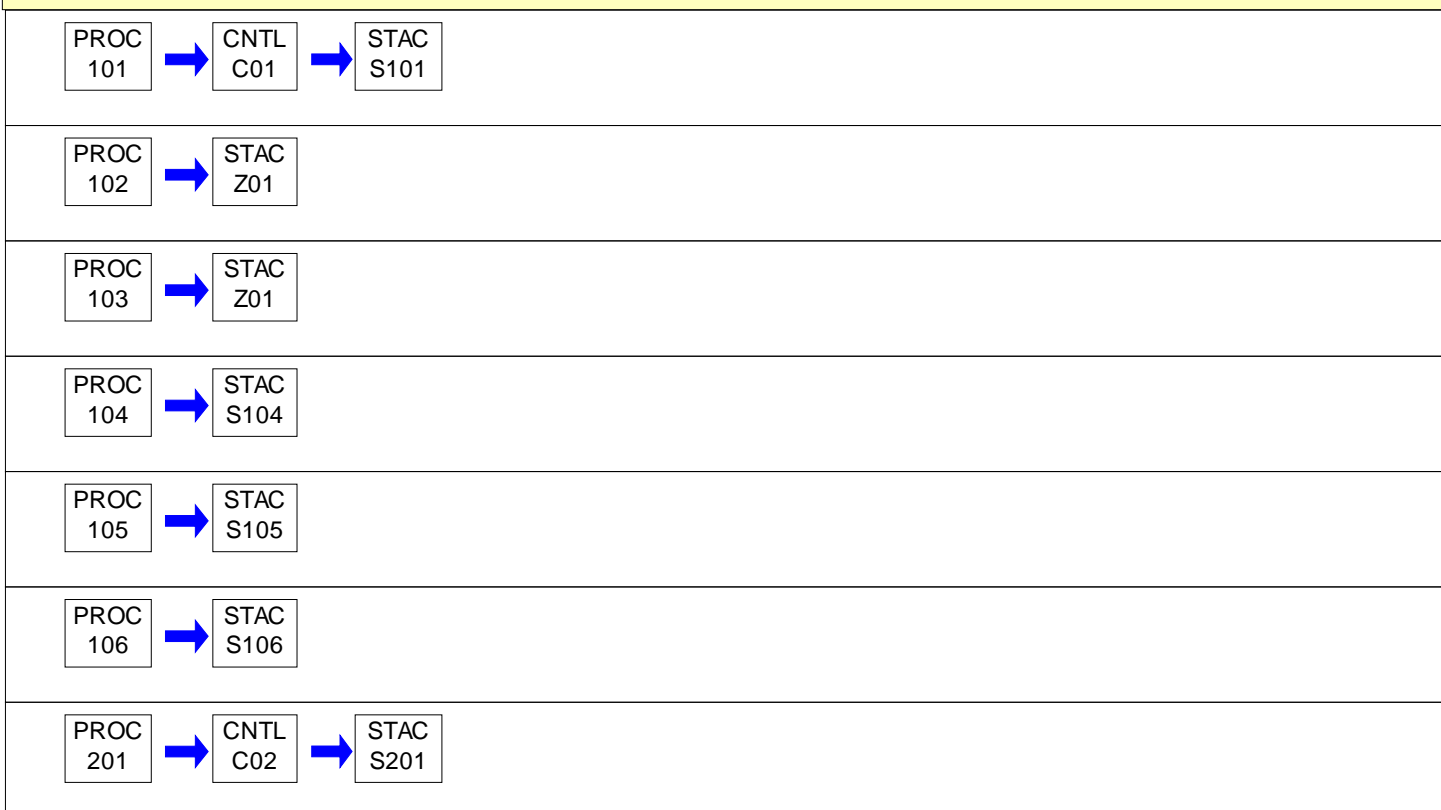 PROC CNTL STAC
101 C01 S101
PROC STAC
102 Z01
PROC STAC
103 Z01
PROC STAC
104 S104
PROC STAC
105 S105
PROC STAC
106 S106
PROC CNTL STAC
201 C02 S201